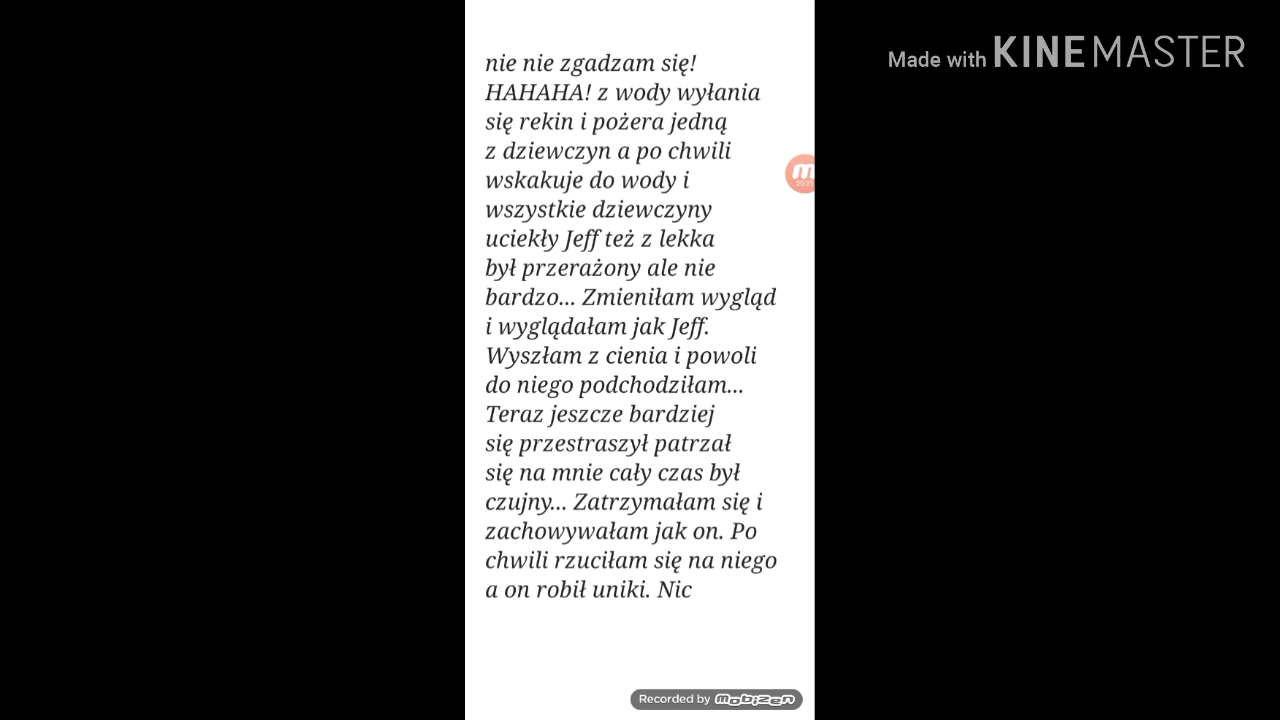 Made with KINEMASTER
nie nie zgadzam się!
HAHAHA! z wody wyłania
się rekin i pożera jedną
z dziewczyn a po chwili
wskakuje do wody i
wszystkie dziewczyny
uciekły Jeff też z lekka
był przerażony ale nie
bardzo... Zmieniłam wygląd
i wyglądałam jak Jeff.
Wyszłam z cienia i powoli
do niego podchodziłam...
Teraz jeszcze bardziej
się przestraszył patrzał
się na mnie cały czas był
czujny... Zatrzymałam się i
zachowywałam jak on. Po
chwili rzuciłam się na niego
a on robił uniki. Nic
Recorded by mobizen